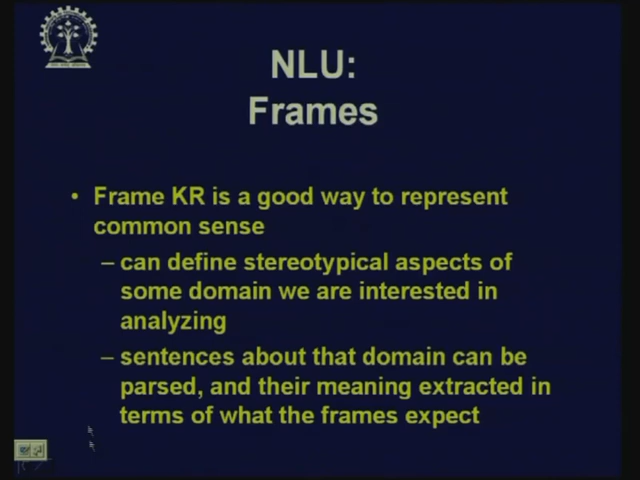 NLU:
Frames
• Frame KR is a good way to represent
common sense
– can define stereotypical aspects of
some domain we are interested in
analyzing
– sentences about that domain can be
parsed, and their meaning extracted in
terms of what the frames expect